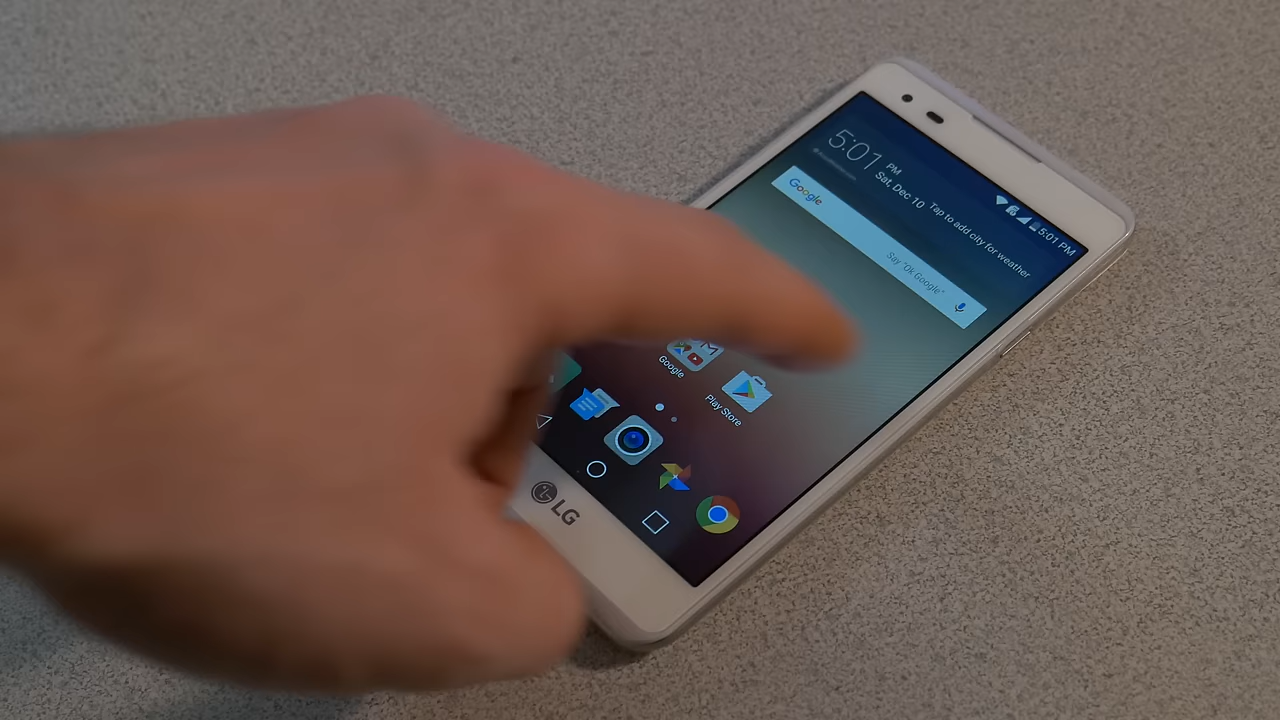 5:01 PM
5:01 PM
Sat, Dec 10
Tap to add city for weather
Google
Say "Ok Google"
Google
Play Store
LG